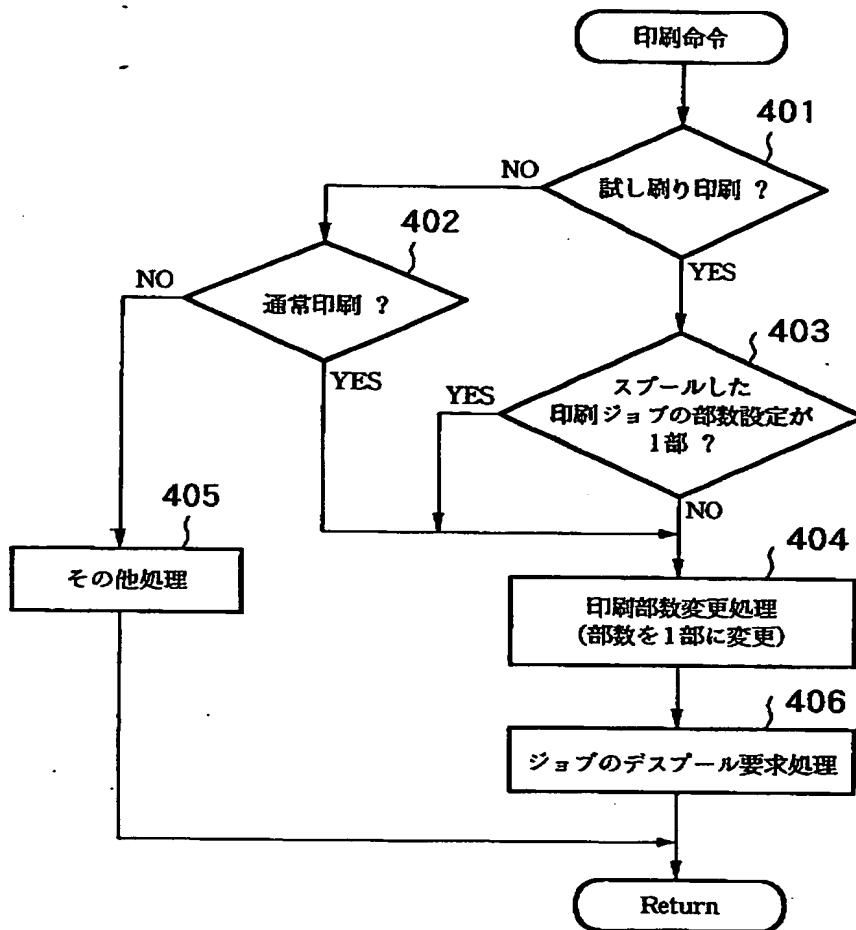 印刷命令
401
試し刷り印刷 ?
NO
YES
402
通常印刷 ?
NO
YES
403
スプールした
印刷ジョブの部数設定が
1部 ?
YES
NO
405
その他処理
404
印刷部数変更処理
(部数を1部に変更)
406
ジョブのデスプール要求処理
Return